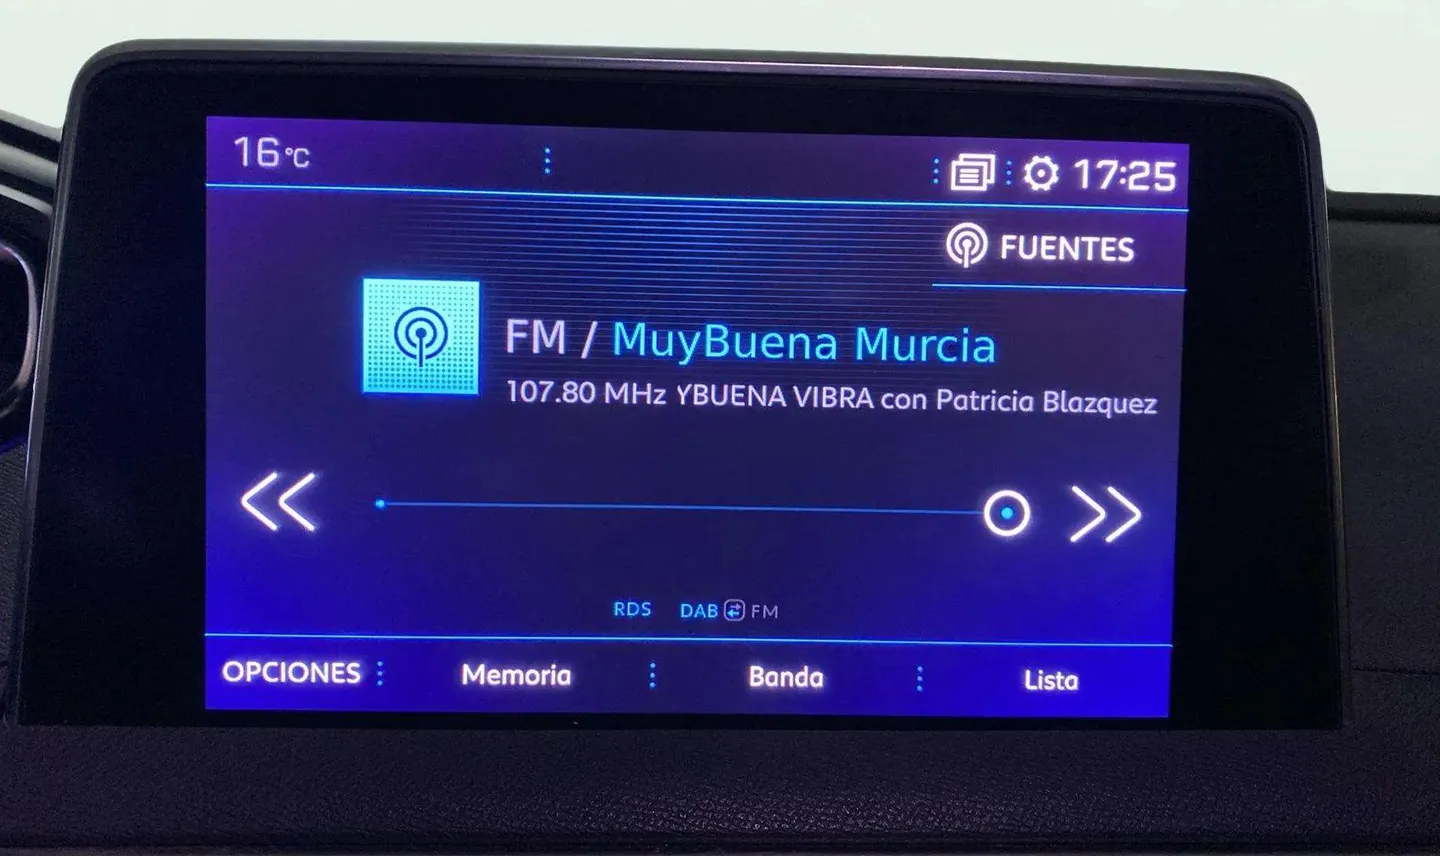 16°C
17:25
FUENTES
FM / MuyBuena Murcia
107.80 MHz YBUENA VIBRA con Patricia Blazquez
RDS DAB FM
OPCIONES Memoria Banda Lista